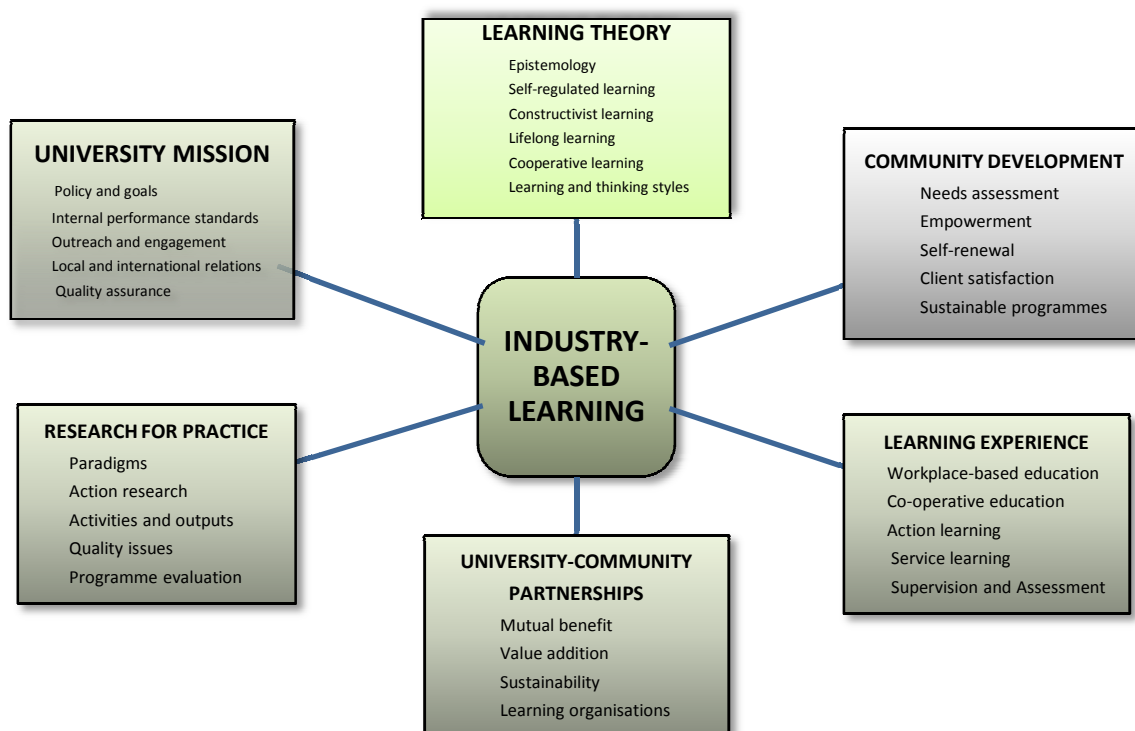 LEARNING THEORY
Epistemology
Self-regulated learning
Constructivist learning
Lifelong learning
Cooperative learning
Learning and thinking styles
UNIVERSITY MISSION
Policy and goals
Internal performance standards
Outreach and engagement
Local and international relations
Quality assurance
COMMUNITY DEVELOPMENT
Needs assessment
Empowerment
Self-renewal
Client satisfaction
Sustainable programmes
INDUSTRY-
BASED
LEARNING
RESEARCH FOR PRACTICE
Paradigms
Action research
Activities and outputs
Quality issues
Programme evaluation
LEARNING EXPERIENCE
Workplace-based education
Co-operative education
Action learning
Service learning
Supervision and Assessment
UNIVERSITY-COMMUNITY
PARTNERSHIPS
Mutual benefit
Value addition
Sustainability
Learning organisations